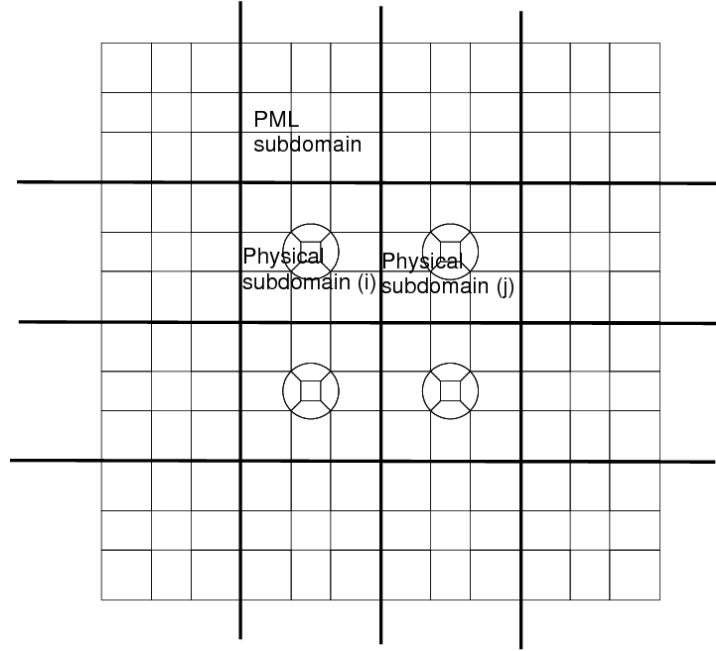 PML
subdomain
Physical
subdomain (i)
Physical
subdomain (j)